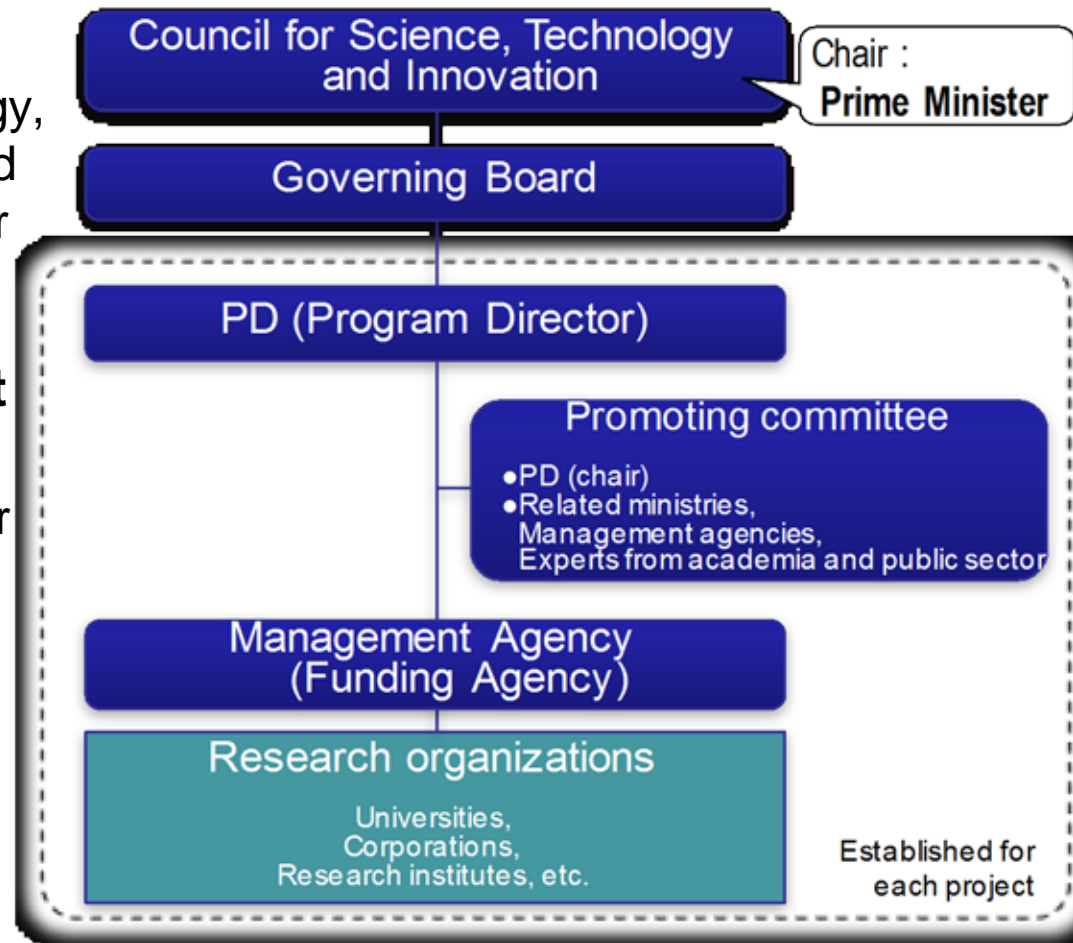 Council for Science, Technology
and Innovation
Chair :
Prime Minister
gy,
d
r
t
r
Governing Board
PD (Program Director)
Promoting committee
●PD (chair)
●Related ministries,
Management agencies,
Experts from academia and public sector
Management Agency
(Funding Agency)
Research organizations
Universities,
Corporations,
Research institutes, etc.
Established for
each project